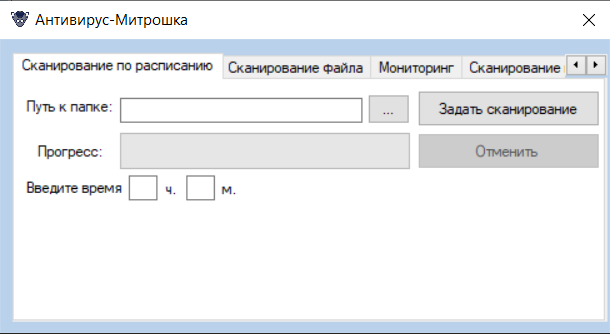 Антивирус-Митрошка
Сканирование по расписанию Сканирование файла Мониторинг Сканирование
Путь к папке: ... Задать сканирование
Прогресс: Отменить
Введите время ч. м.